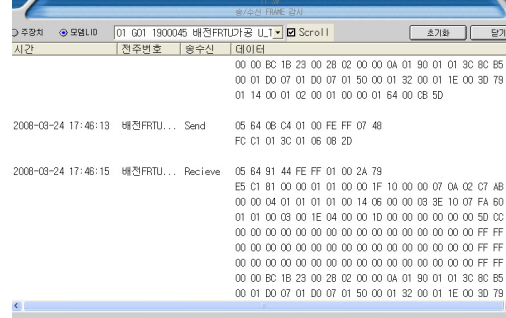 송/수신 FRAME 감시
주장치 모뎀LID 01 G01 1900045 배전FRTU가공 U_1 Scroll 초기화 닫기
시간 전주번호 송수신 데이터
00 00 BC 1B 23 00 28 02 00 00 0A 01 90 01 01 3C 8C B5
00 01 D0 07 01 D0 07 01 50 00 01 32 00 01 1E 00 3D 79
01 14 00 01 02 00 01 00 00 01 64 00 CB 5D
2008-03-24 17:46:13 배전FRTU... Send 05 64 0B C4 01 00 FE FF 07 48
FC C1 01 3C 01 06 08 2D
2008-03-24 17:46:15 배전FRTU... Recieve 05 64 91 44 FE FF 01 00 2A 79
E5 C1 81 00 00 01 01 00 00 1F 10 00 00 07 0A 02 C7 AB
00 00 04 01 01 01 01 00 14 06 00 00 03 3E 10 07 FA 60
01 01 00 03 00 1E 04 00 00 1D 00 00 00 00 00 00 5D CC
00 00 00 00 00 00 00 00 00 00 00 00 00 00 00 00 FF FF
00 00 00 00 00 00 00 00 00 00 00 00 00 00 00 00 FF FF
00 00 00 00 00 00 00 00 00 00 00 00 00 00 00 00 FF FF
00 00 BC 1B 23 00 28 02 00 00 0A 01 90 01 01 3C 8C B5
00 01 D0 07 01 D0 07 01 50 00 01 32 00 01 1E 00 3D 79